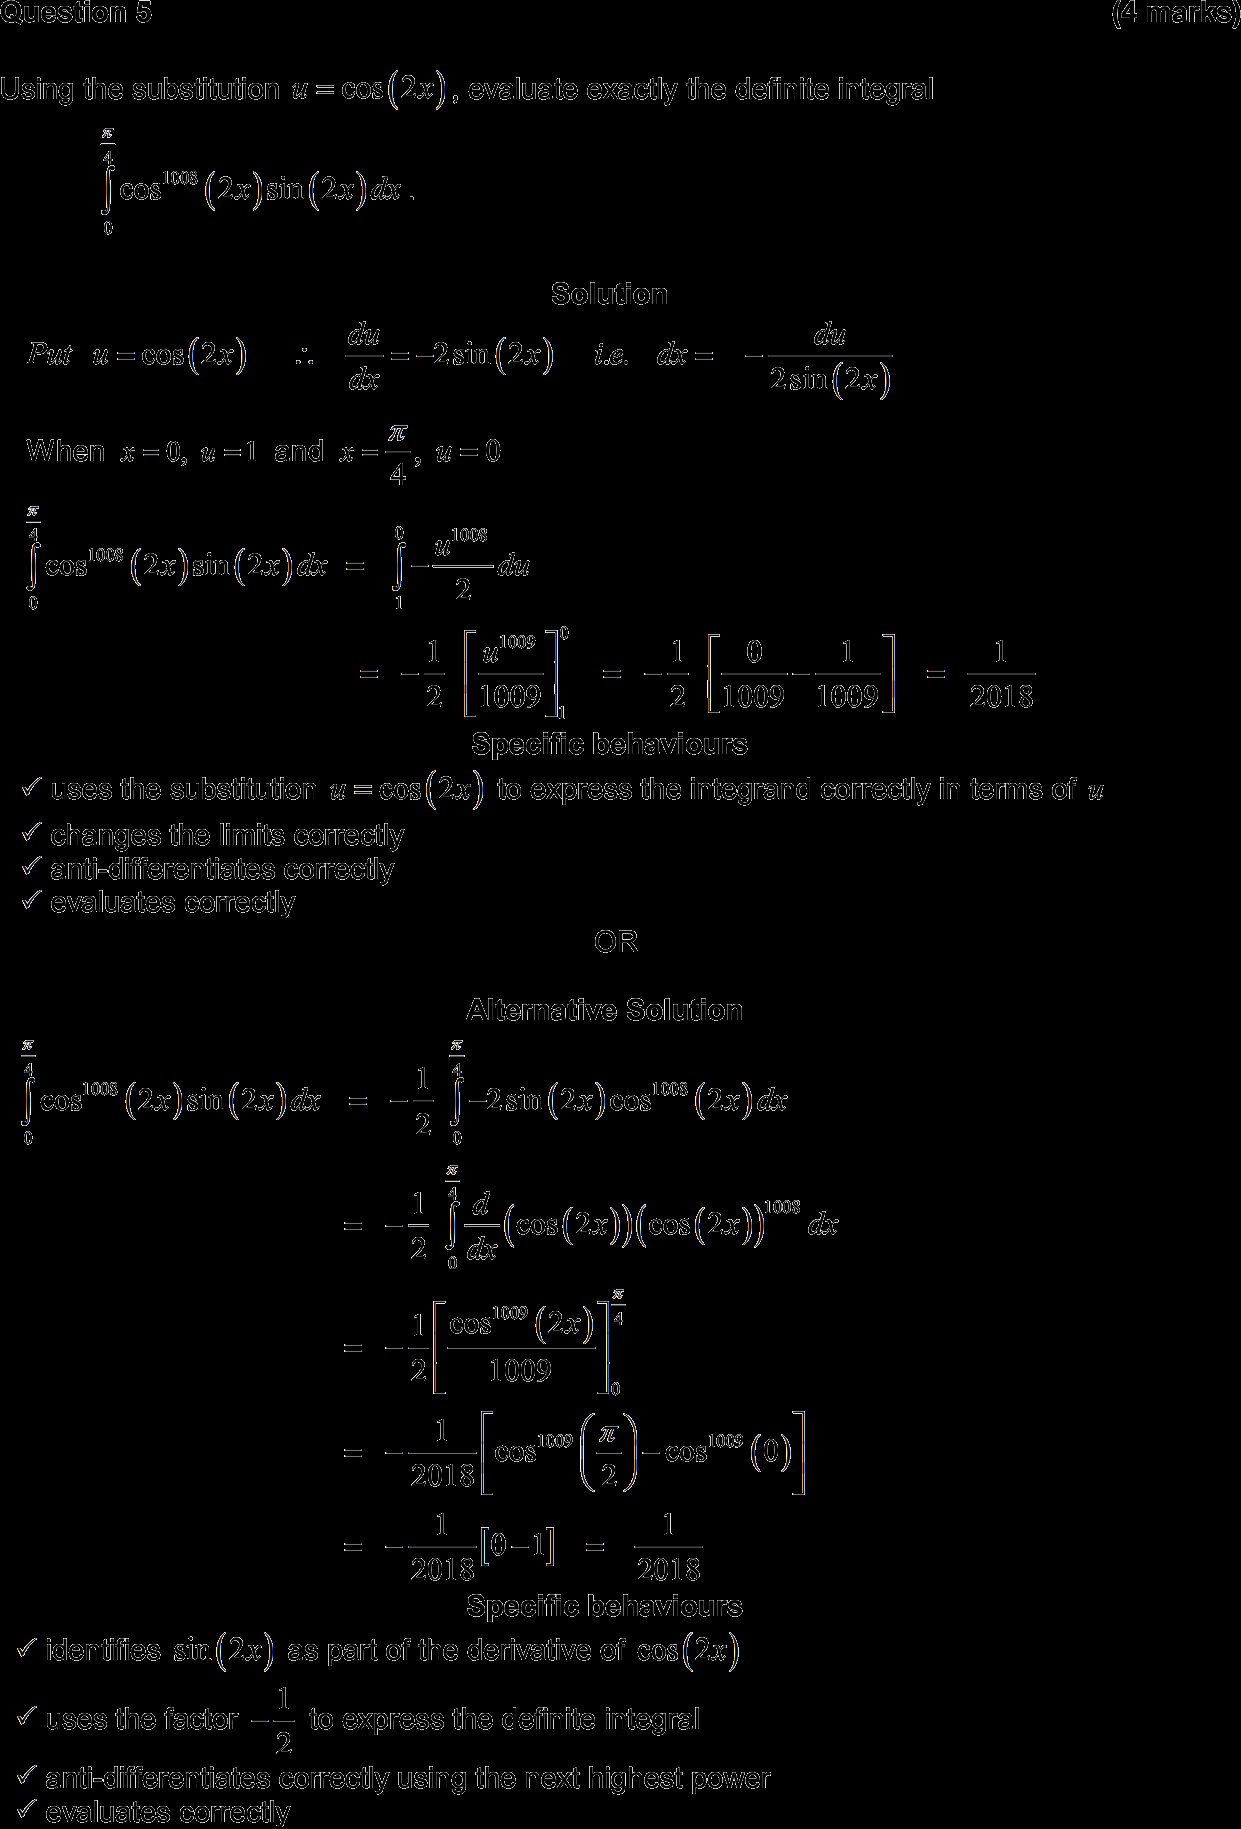 Question 5 (4 marks)
Using the substitution u = cos(2x), evaluate exactly the definite integral
∫₀^(π/4) cos¹⁰⁰⁸(2x) sin(2x) dx .
Solution
Put u = cos(2x) ∴ du/dx = −2 sin(2x) i.e. dx = − du/(2 sin(2x))
When x = 0, u = 1 and x = π/4, u = 0
∫₀^(π/4) cos¹⁰⁰⁸(2x) sin(2x) dx = ∫₁⁰ − u¹⁰⁰⁸/2 du
= − 1/2 [u¹⁰⁰⁹/1009]₁⁰ = − 1/2 [0/1009 − 1/1009] = 1/2018
Specific behaviours
✓ uses the substitution u = cos(2x) to express the integrand correctly in terms of u
✓ changes the limits correctly
✓ anti-differentiates correctly
✓ evaluates correctly
OR
Alternative Solution
∫₀^(π/4) cos¹⁰⁰⁸(2x) sin(2x) dx = − 1/2 ∫₀^(π/4) −2 sin(2x) cos¹⁰⁰⁸(2x) dx
= − 1/2 ∫₀^(π/4) d/dx (cos(2x))(cos(2x))¹⁰⁰⁸ dx
= − 1/2 [cos¹⁰⁰⁹(2x)/1009]₀^(π/4)
= − 1/2018 [cos¹⁰⁰⁹(π/2) − cos¹⁰⁰⁹(0)]
= − 1/2018 [0 − 1] = 1/2018
Specific behaviours
✓ identifies sin(2x) as part of the derivative of cos(2x)
✓ uses the factor − 1/2 to express the definite integral
✓ anti-differentiates correctly using the next highest power
✓ evaluates correctly